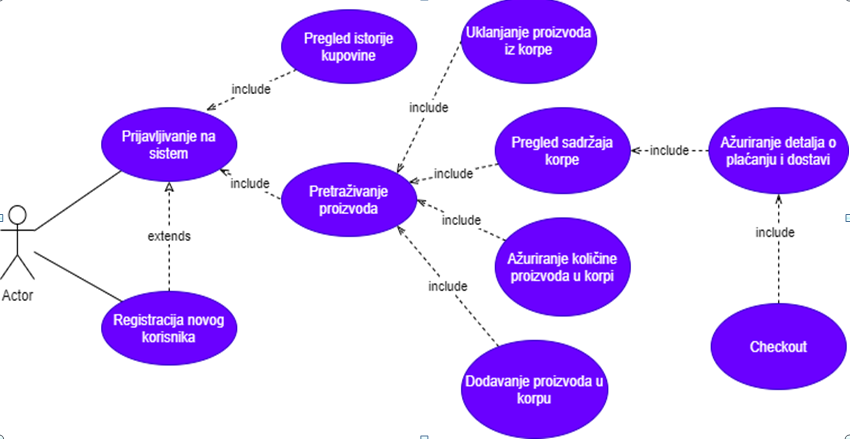 Pregled istorije
kupovine
Uklanjanje proizvoda
iz korpe
include
include
Prijavljivanje na
sistem
Pregled sadržaja
korpe
include
Ažuriranje detalja o
plaćanju i dostavi
include
include
Pretraživanje
proizvoda
include
extends
include
Ažuriranje količine
proizvoda u korpi
include
Actor
Registracija novog
korisnika
Checkout
Dodavanje proizvoda u
korpu